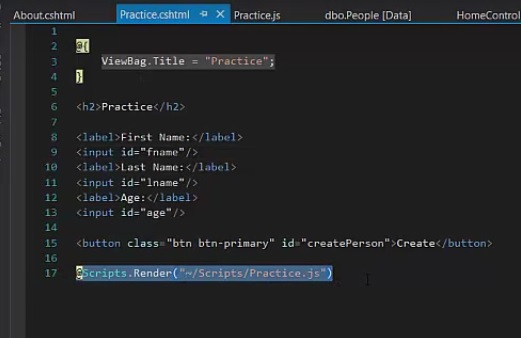 About.cshtml Practice.cshtml Practice.js dbo.People [Data] HomeControl
1
2 @{
3 ViewBag.Title = "Practice";
4 }
5
6 <h2>Practice</h2>
7
8 <label>First Name:</label>
9 <input id="fname"/>
10 <label>Last Name:</label>
11 <input id="lname"/>
12 <label>Age:</label>
13 <input id="age"/>
14
15 <button class="btn btn-primary" id="createPerson">Create</button>
16
17 @Scripts.Render("~/Scripts/Practice.js")